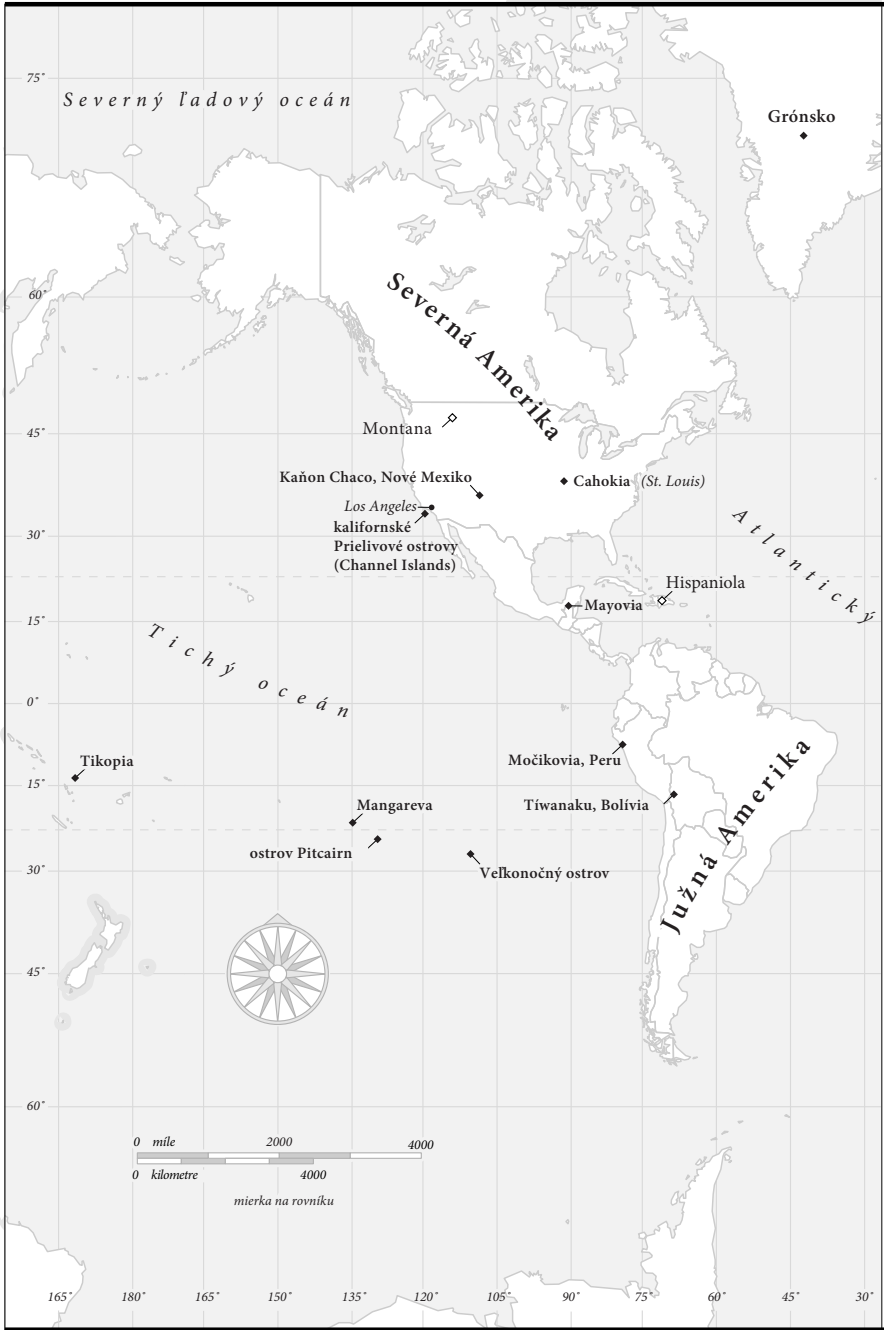 75°
Severný ľadový oceán
Grónsko
60°
Severná Amerika
45°
Montana
Kaňon Chaco, Nové Mexiko
Cahokia (St. Louis)
Los Angeles
kalifornské
Prielivové ostrovy
(Channel Islands)
30°
Atlantický
Hispaniola
Mayovia
15°
Tichý oceán
0°
Močikovia, Peru
Tikopia
15°
Mangareva
Tíwanaku, Bolívia
ostrov Pitcairn
Veľkonočný ostrov
30°
Južná Amerika
45°
60°
0 míle 2000 4000
0 kilometre 4000
mierka na rovníku
165° 180° 165° 150° 135° 120° 105° 90° 75° 60° 45° 30°